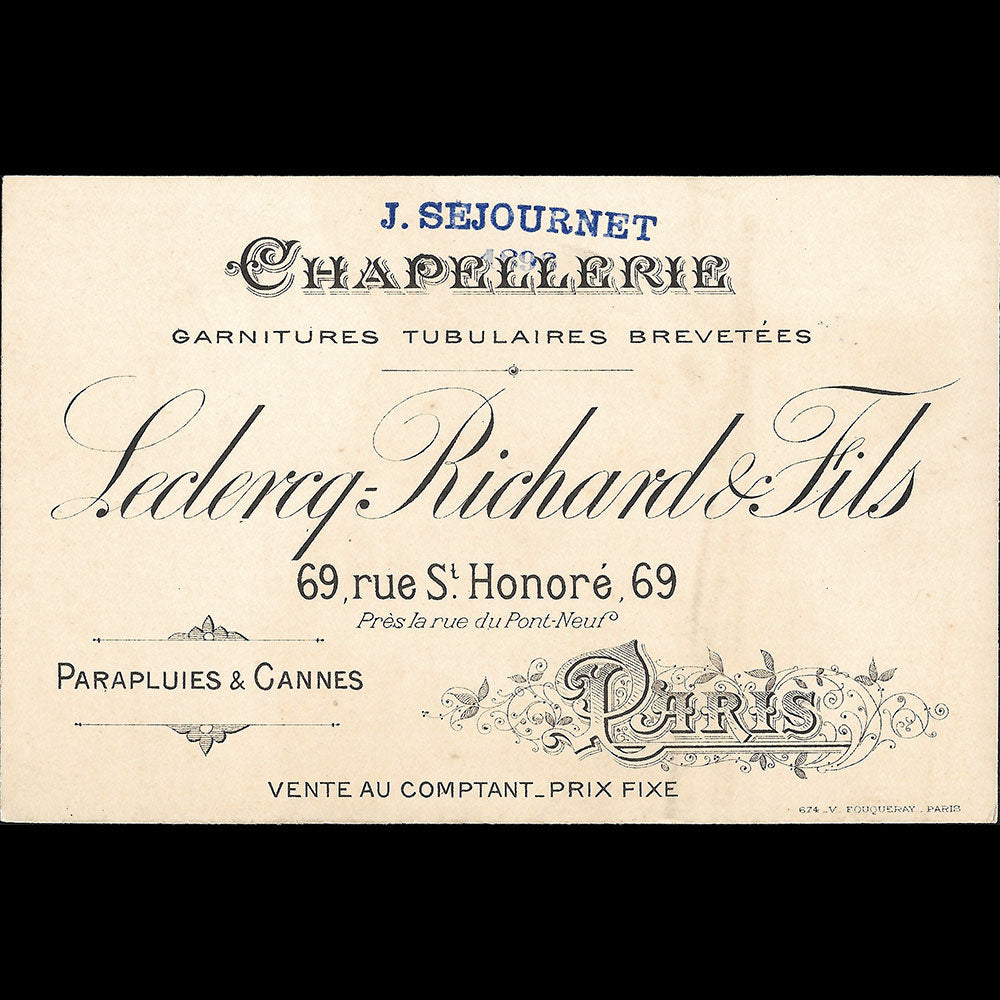 J. SEJOURNET
CHAPELLERIE
GARNITURES TUBULAIRES BREVETÉES
Leclercq-Richard & Fils
69, rue St. Honoré, 69
Près la rue du Pont-Neuf
PARAPLUIES & CANNES
PARIS
VENTE AU COMPTANT_PRIX FIXE
674_V. FOUQUERAY_PARIS